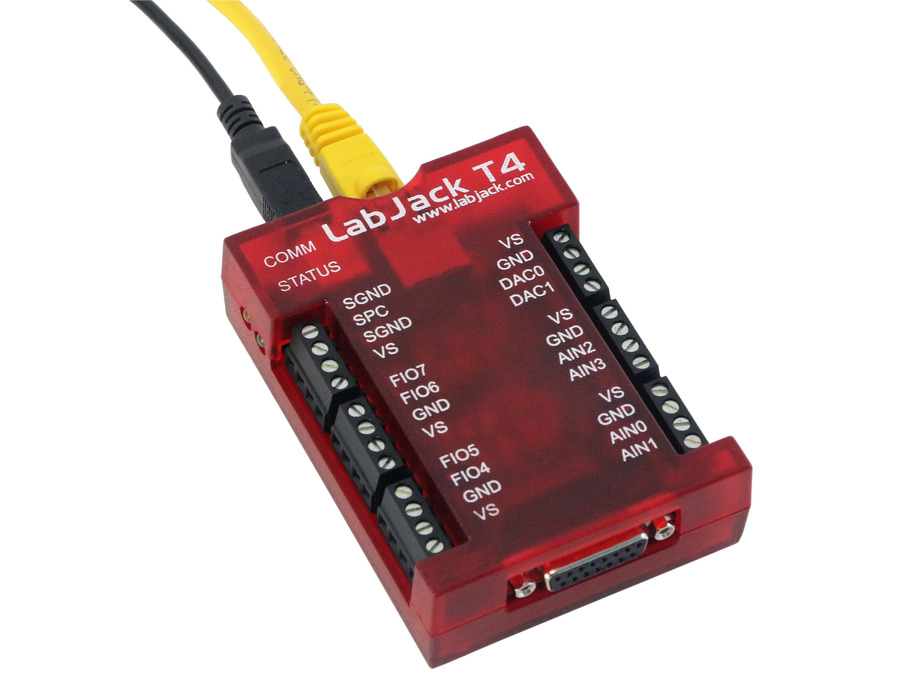 LabJack T4
www.labjack.com
COMM
STATUS
SGND
SPC
SGND
VS
FIO7
FIO6
GND
VS
FIO5
FIO4
GND
VS
VS
GND
DAC0
DAC1
VS
GND
AIN2
AIN3
VS
GND
AIN0
AIN1